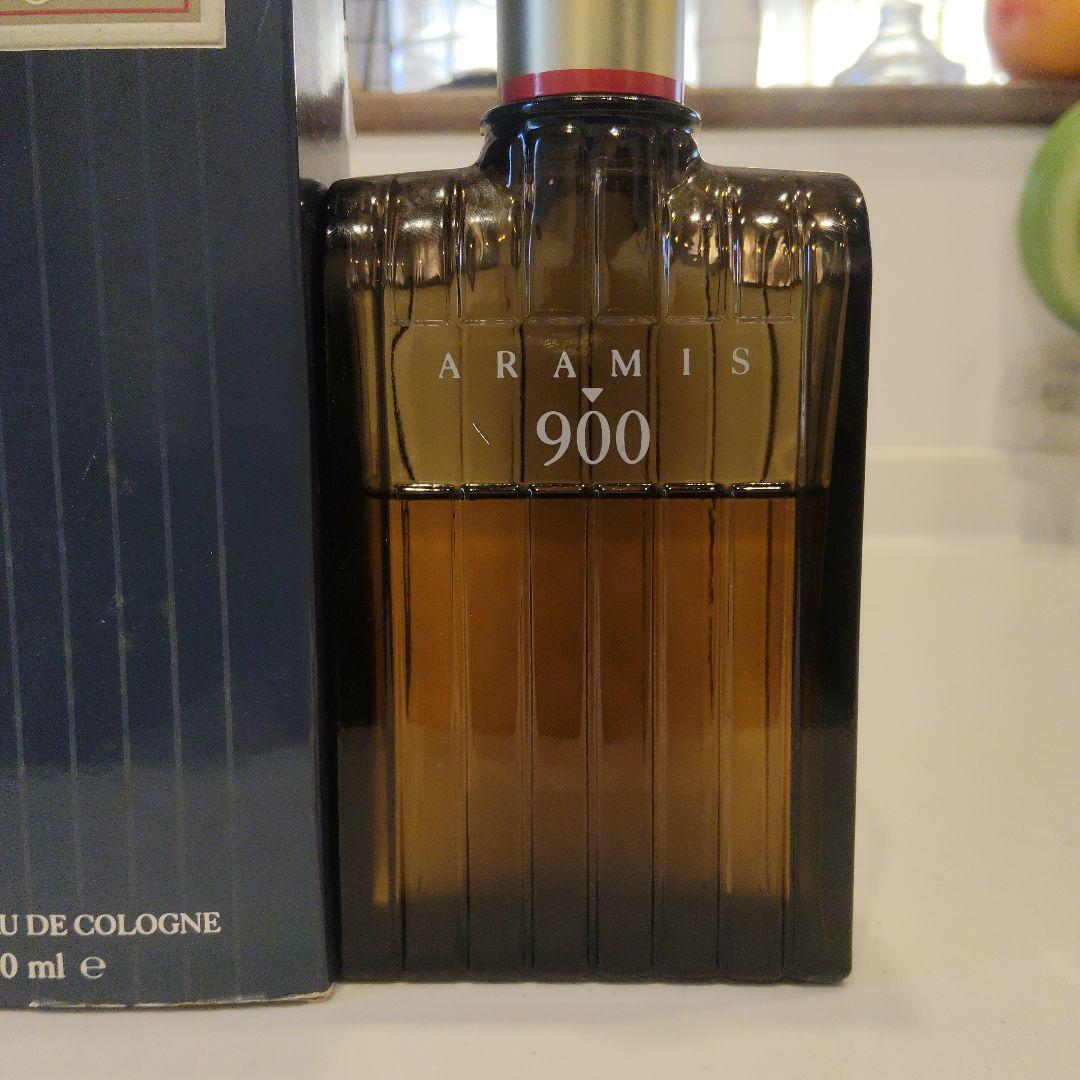 ARAMIS
900
U DE COLOGNE
0 ml ℮